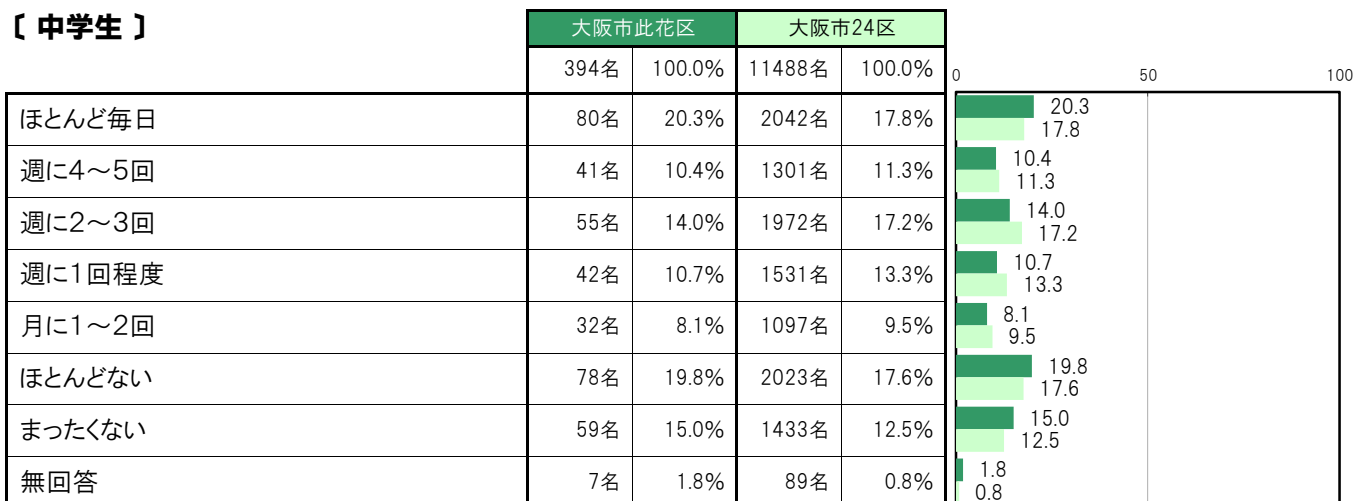 〔 中学生 〕
大阪市此花区 大阪市24区
394名 100.0% 11488名 100.0%
0 50 100
ほとんど毎日 80名 20.3% 2042名 17.8%
20.3
17.8
週に4～5回 41名 10.4% 1301名 11.3%
10.4
11.3
週に2～3回 55名 14.0% 1972名 17.2%
14.0
17.2
週に1回程度 42名 10.7% 1531名 13.3%
10.7
13.3
月に1～2回 32名 8.1% 1097名 9.5%
8.1
9.5
ほとんどない 78名 19.8% 2023名 17.6%
19.8
17.6
まったくない 59名 15.0% 1433名 12.5%
15.0
12.5
無回答 7名 1.8% 89名 0.8%
1.8
0.8